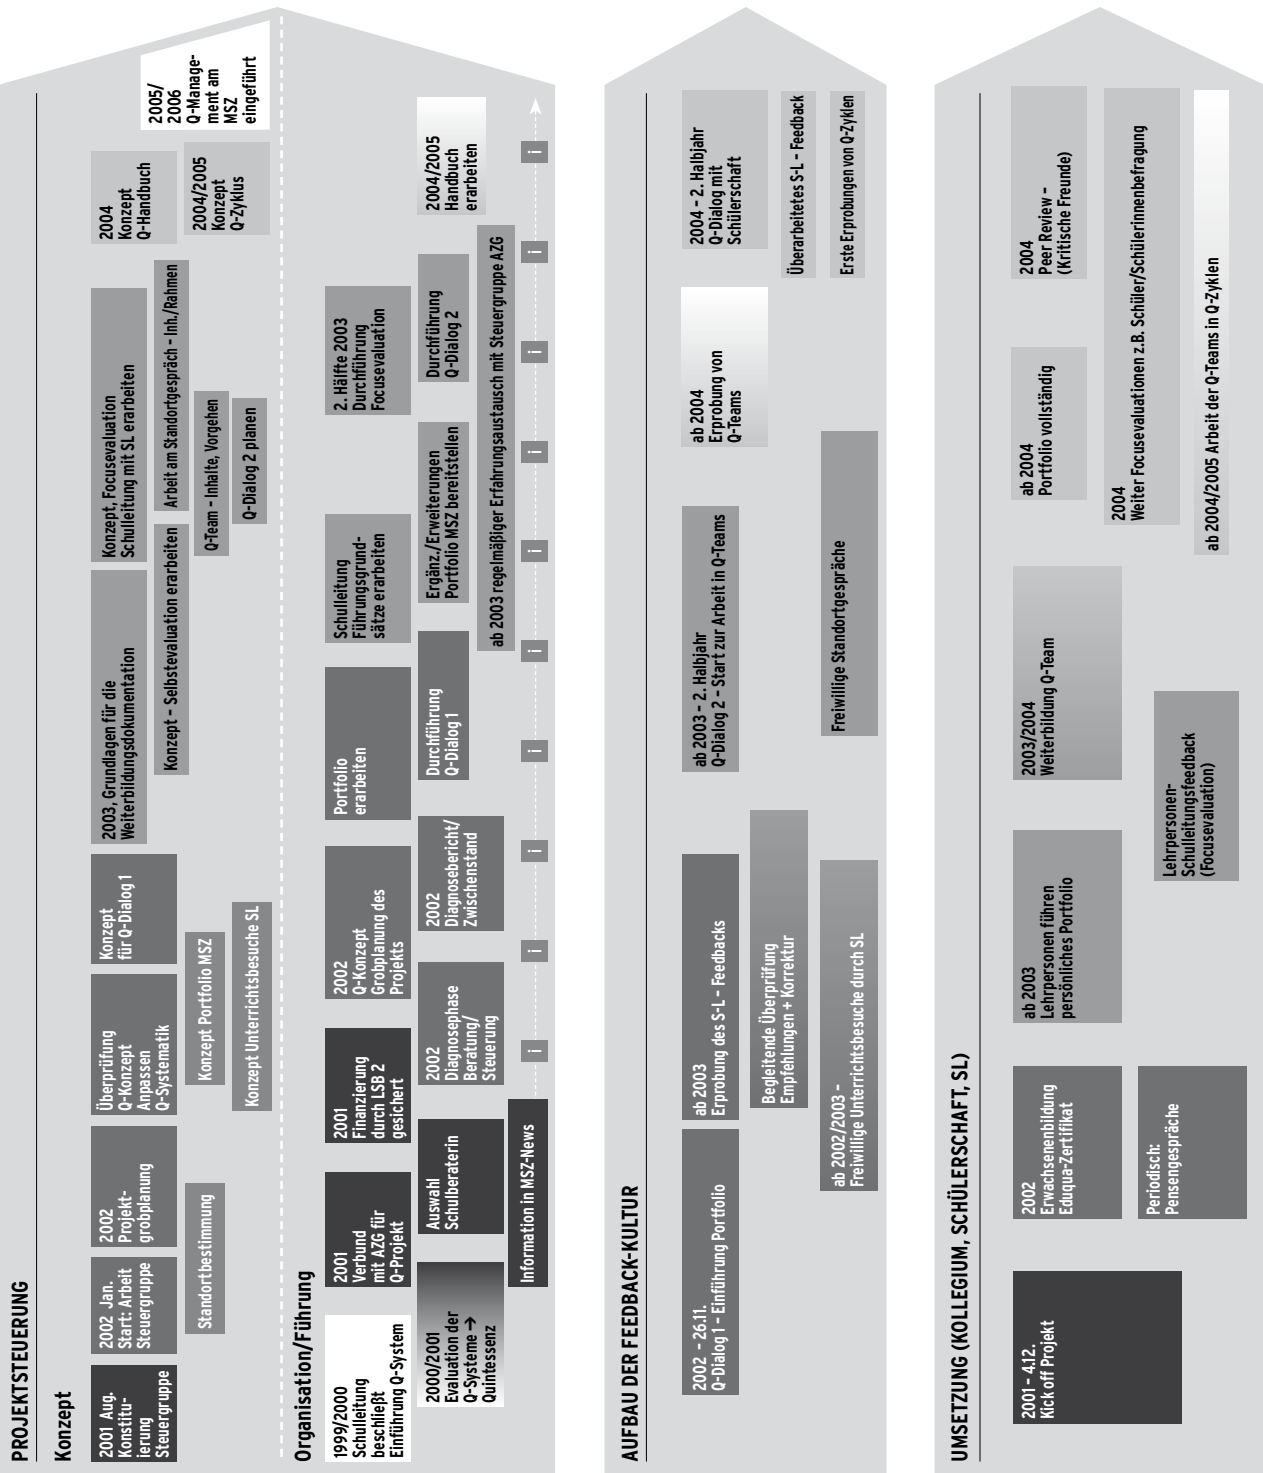 PROJEKTSTEUERUNG
Konzept
2001 Aug.
Konstitu-
ierung
Steuergruppe
2002 Jan.
Start: Arbeit
Steuergruppe
2002
Projekt-
grobplanung
Überprüfung
Q-Konzept
Anpassen
Q-Systematik
Konzept
für Q-Dialog 1
2003, Grundlagen für die
Weiterbildungsdokumentation
Konzept, Focusevaluation
Schulleitung mit SL erarbeiten
2004
Konzept
Q-Handbuch
2005/
2006
Q-Manage-
ment am
MSZ
eingeführt
Konzept – Selbstevaluation erarbeiten
Arbeit am Standortgespräch – Inh./Rahmen
Standortbestimmung
Konzept Portfolio MSZ
Q-Team – Inhalte, Vorgehen
2004/2005
Konzept
Q-Zyklus
Konzept Unterrichtsbesuche SL
Q-Dialog 2 planen
Organisation/Führung
1999/2000
Schulleitung
beschließt
Einführung Q-System
2001
Verbund
mit AZG für
Q-Projekt
2001
Finanzierung
durch LSB 2
gesichert
2002
Q-Konzept
Grobplanung des
Projekts
Portfolio
erarbeiten
Schulleitung
Führungsgrund-
sätze erarbeiten
2. Hälfte 2003
Durchführung
Focusevaluation
2000/2001
Evaluation der
Q-Systeme →
Quintessenz
Auswahl
Schulberaterin
2002
Diagnosephase
Beratung/
Steuerung
2002
Diagnosebericht/
Zwischenstand
Durchführung
Q-Dialog 1
Ergänz./Erweiterungen
Portfolio MSZ bereitstellen
Durchführung
Q-Dialog 2
2004/2005
Handbuch
erarbeiten
ab 2003 regelmäßiger Erfahrungsaustausch mit Steuergruppe AZG
Information in MSZ-News
i
i
i
i
i
i
i
i
i
i
AUFBAU DER FEEDBACK-KULTUR
2002 – 26.11.
Q-Dialog 1 – Einführung Portfolio
ab 2003
Erprobung des S-L – Feedbacks
ab 2003 – 2. Halbjahr
Q-Dialog 2 – Start zur Arbeit in Q-Teams
ab 2004
Erprobung von
Q-Teams
2004 – 2. Halbjahr
Q-Dialog mit
Schülerschaft
Begleitende Überprüfung
Empfehlungen + Korrektur
Überarbeitetes S-L – Feedback
ab 2002/2003 –
Freiwillige Unterrichtsbesuche durch SL
Freiwillige Standortgespräche
Erste Erprobungen von Q-Zyklen
UMSETZUNG (KOLLEGIUM, SCHÜLERSCHAFT, SL)
2001 – 4.12.
Kick off Projekt
2002
Erwachsenenbildung
Eduqua-Zertifikat
ab 2003
Lehrpersonen führen
persönliches Portfolio
2003/2004
Weiterbildung Q-Team
ab 2004
Portfolio vollständig
2004
Peer Review –
(Kritische Freunde)
2004
Weiter Focusevaluationen z.B. Schüler/Schülerinnenbefragung
Periodisch:
Pensengespräche
Lehrpersonen-
Schulleitungsfeedback
(Focusevaluation)
ab 2004/2005 Arbeit der Q-Teams in Q-Zyklen